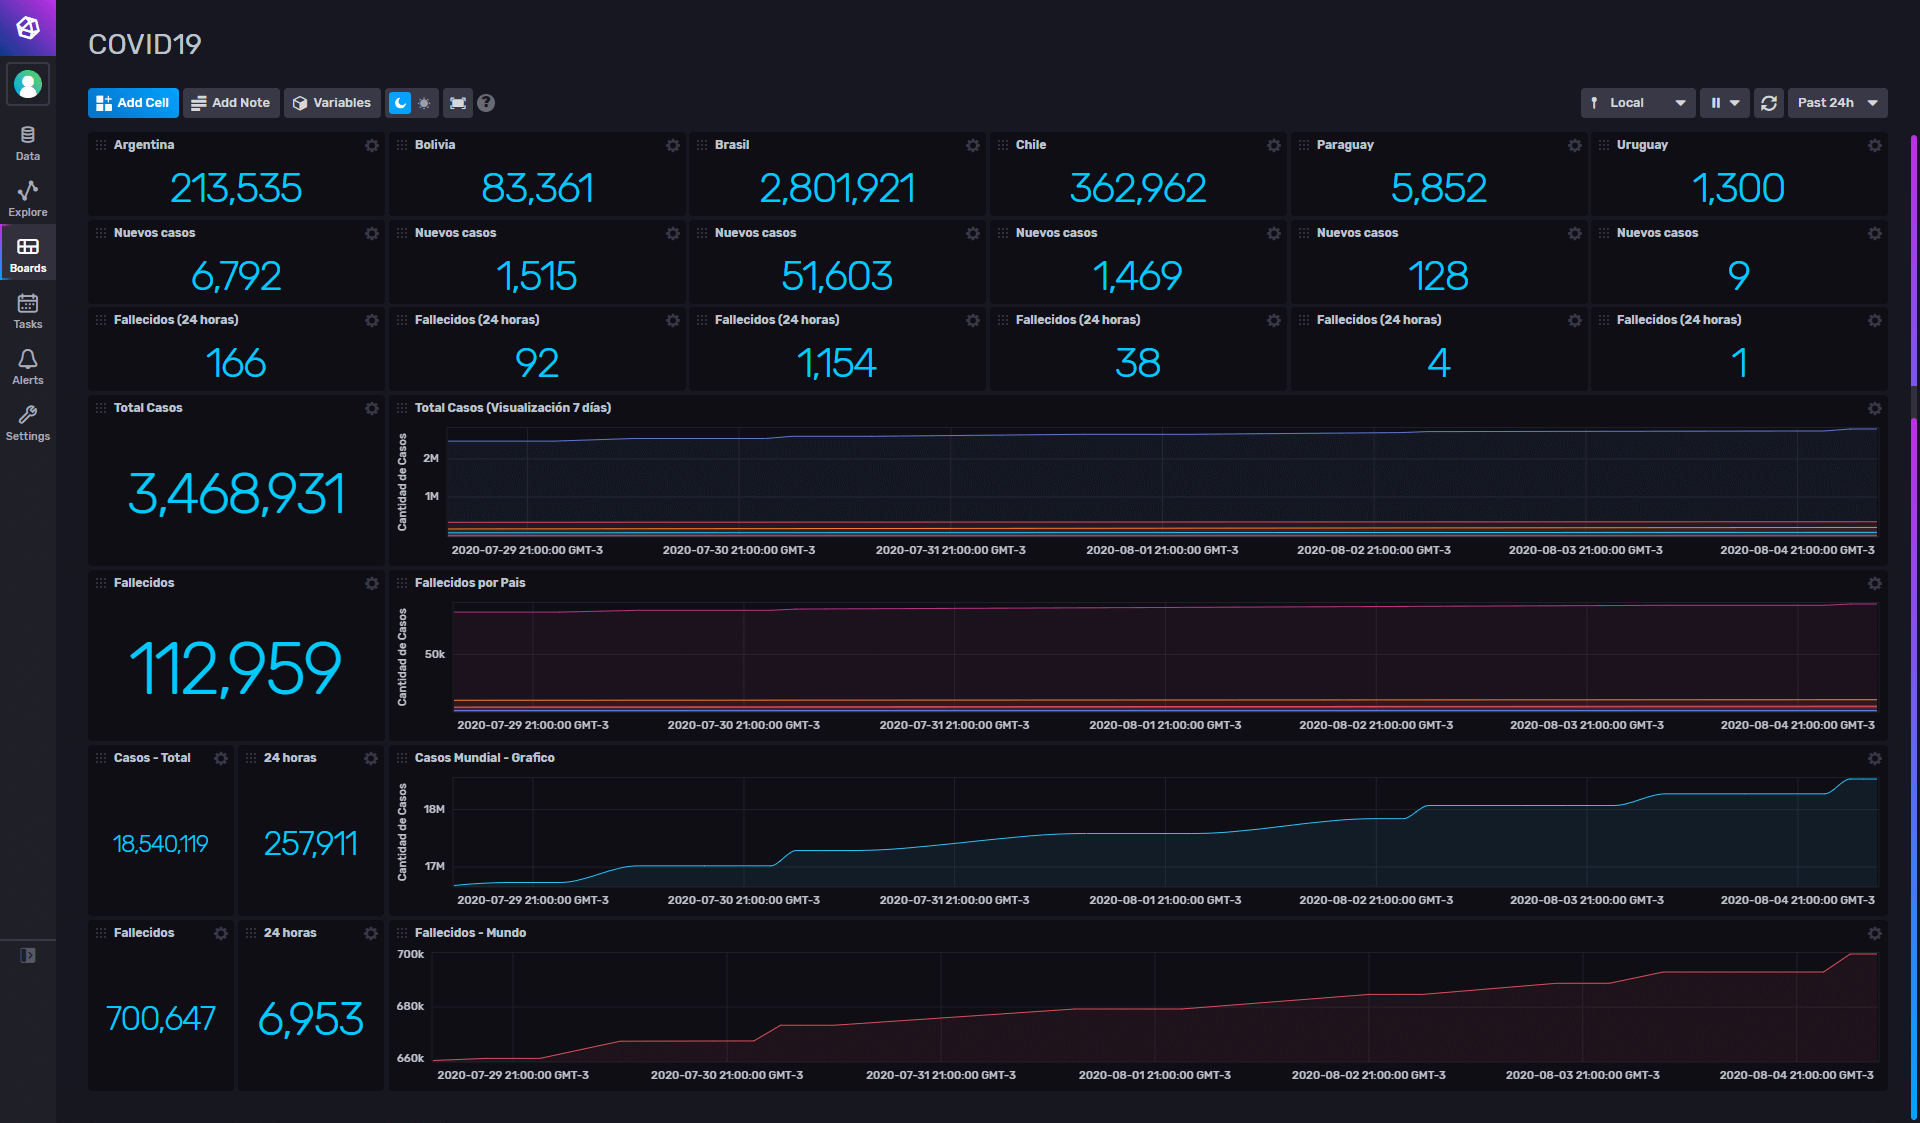 COVID19
Add Cell Add Note Variables ? Local Past 24h
Data
Explore
Boards
Tasks
Alerts
Settings
Argentina Bolivia Brasil Chile Paraguay Uruguay
213,535 83,361 2,801,921 362,962 5,852 1,300
Nuevos casos Nuevos casos Nuevos casos Nuevos casos Nuevos casos Nuevos casos
6,792 1,515 51,603 1,469 128 9
Fallecidos (24 horas) Fallecidos (24 horas) Fallecidos (24 horas) Fallecidos (24 horas) Fallecidos (24 horas) Fallecidos (24 horas)
166 92 1,154 38 4 1
Total Casos
3,468,931
Total Casos (Visualización 7 días)
Cantidad de Casos
2M
1M
2020-07-29 21:00:00 GMT-3 2020-07-30 21:00:00 GMT-3 2020-07-31 21:00:00 GMT-3 2020-08-01 21:00:00 GMT-3 2020-08-02 21:00:00 GMT-3 2020-08-03 21:00:00 GMT-3 2020-08-04 21:00:00 GMT-3
Fallecidos
112,959
Fallecidos por Pais
Cantidad de Casos
50k
2020-07-29 21:00:00 GMT-3 2020-07-30 21:00:00 GMT-3 2020-07-31 21:00:00 GMT-3 2020-08-01 21:00:00 GMT-3 2020-08-02 21:00:00 GMT-3 2020-08-03 21:00:00 GMT-3 2020-08-04 21:00:00 GMT-3
Casos - Total
18,540,119
24 horas
257,911
Casos Mundial - Grafico
Cantidad de Casos
18M
17M
2020-07-29 21:00:00 GMT-3 2020-07-30 21:00:00 GMT-3 2020-07-31 21:00:00 GMT-3 2020-08-01 21:00:00 GMT-3 2020-08-02 21:00:00 GMT-3 2020-08-03 21:00:00 GMT-3 2020-08-04 21:00:00 GMT-3
Fallecidos
700,647
24 horas
6,953
Fallecidos - Mundo
700k
680k
660k
2020-07-29 21:00:00 GMT-3 2020-07-30 21:00:00 GMT-3 2020-07-31 21:00:00 GMT-3 2020-08-01 21:00:00 GMT-3 2020-08-02 21:00:00 GMT-3 2020-08-03 21:00:00 GMT-3 2020-08-04 21:00:00 GMT-3